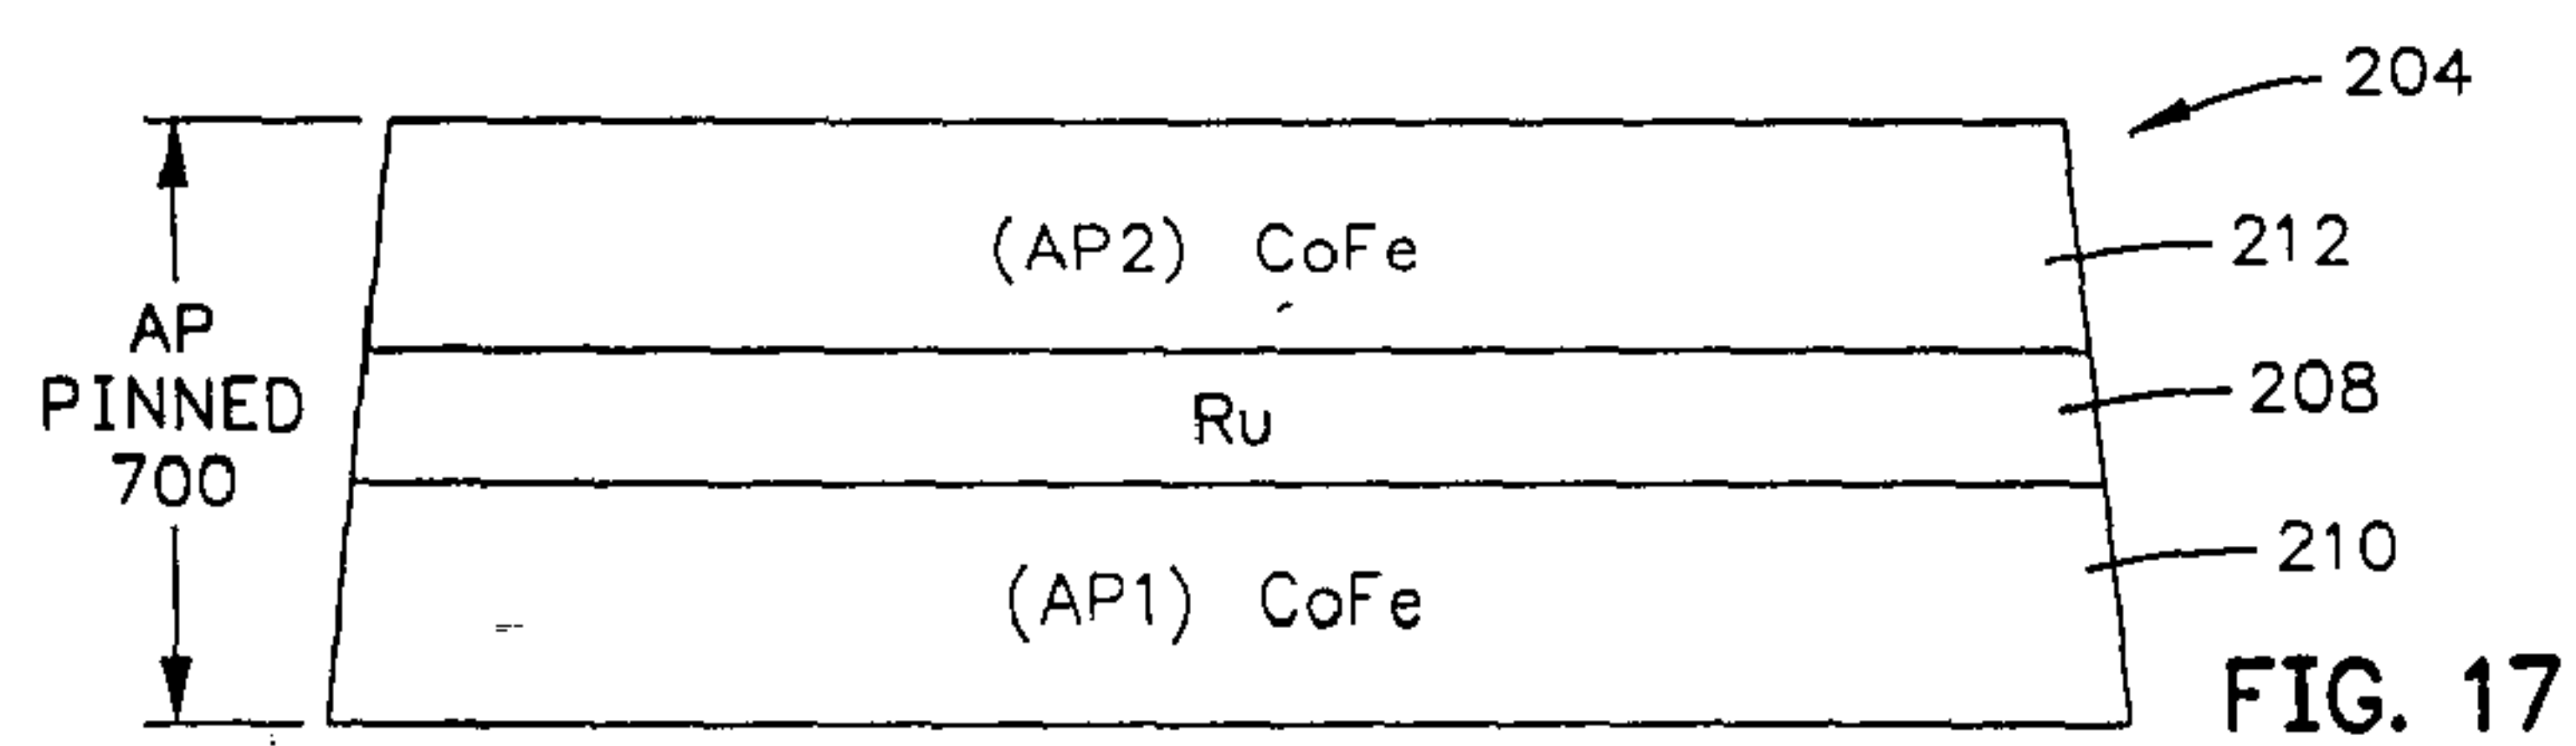 204
(AP2) CoFe
212
AP
PINNED
700
Ru
208
(AP1) CoFe
210
FIG. 17